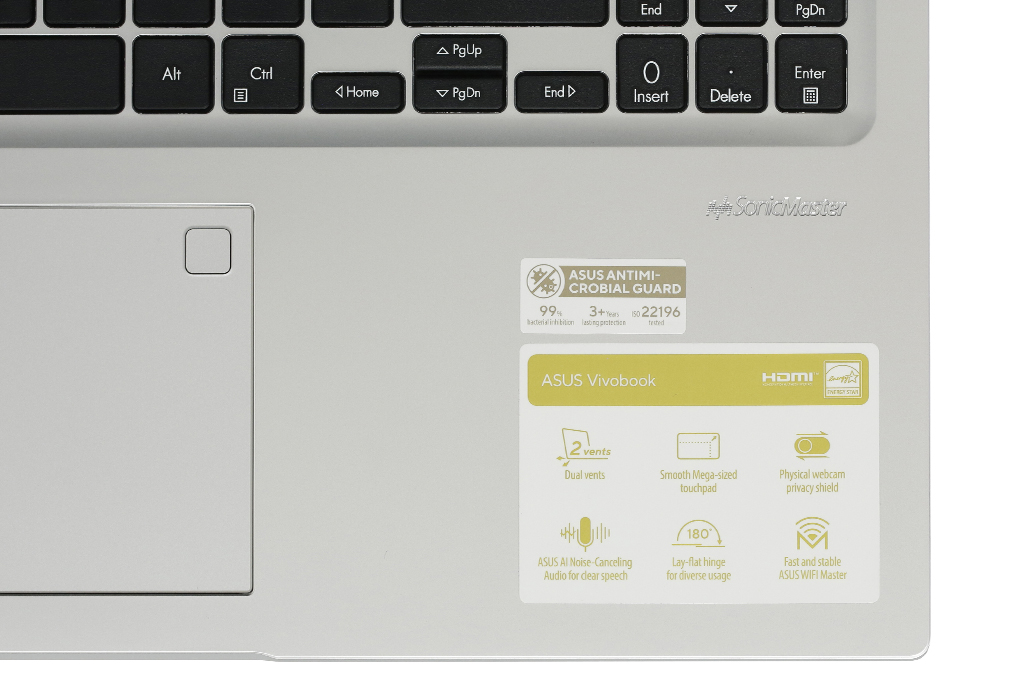 End
PgDn
Alt
Ctrl
Home
PgUp
PgDn
End
0
Insert
.
Delete
Enter
SonicMaster
ASUS ANTIMI-
CROBIAL GUARD
99% 3+ Years ISO 22196
bacterial inhibition lasting protection tested
ASUS Vivobook
HDMI
ENERGY STAR
2 vents
Dual vents
Smooth Mega-sized
touchpad
Physical webcam
privacy shield
ASUS AI Noise-Canceling
Audio for clear speech
180°
Lay-flat hinge
for diverse usage
Fast and stable
ASUS WIFI Master